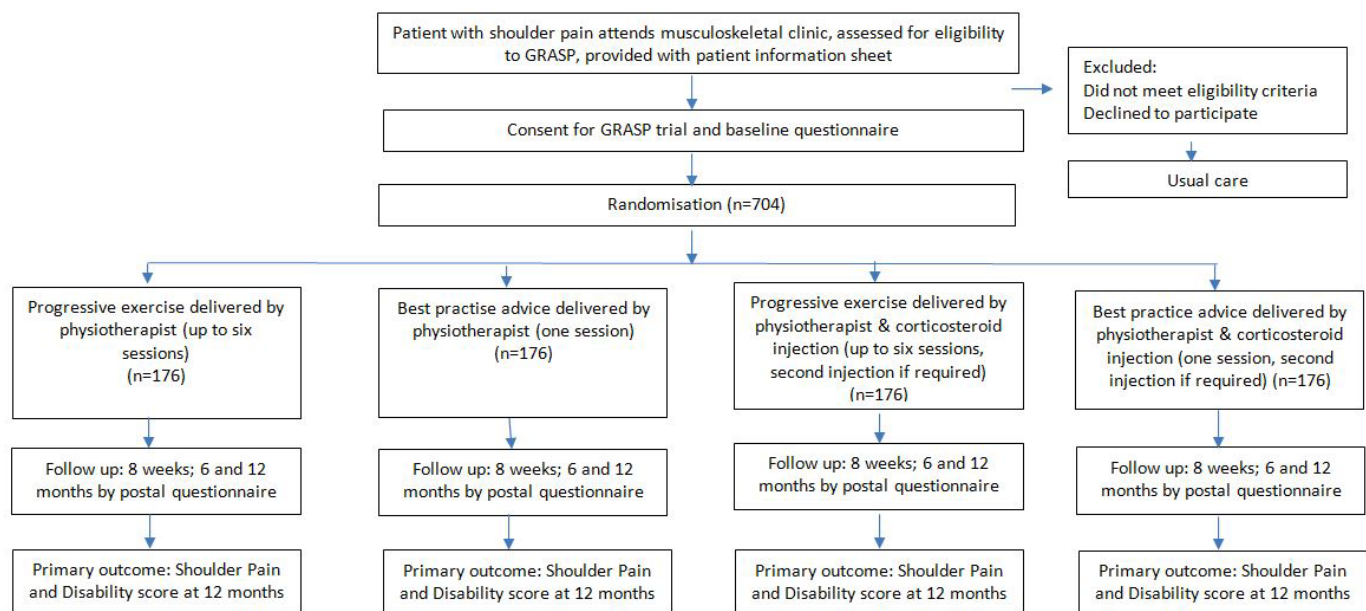 Patient with shoulder pain attends musculoskeletal clinic, assessed for eligibility
to GRASP, provided with patient information sheet
Excluded:
Did not meet eligibility criteria
Declined to participate
Consent for GRASP trial and baseline questionnaire
Usual care
Randomisation (n=704)
Progressive exercise delivered by
physiotherapist (up to six
sessions)
(n=176)
Best practise advice delivered by
physiotherapist (one session)
(n=176)
Progressive exercise delivered by
physiotherapist & corticosteroid
injection (up to six sessions,
second injection if required)
(n=176)
Best practice advice delivered by
physiotherapist & corticosteroid
injection (one session, second
injection if required) (n=176)
Follow up: 8 weeks; 6 and 12
months by postal questionnaire
Follow up: 8 weeks; 6 and 12
months by postal questionnaire
Follow up: 8 weeks; 6 and 12
months by postal questionnaire
Follow up: 8 weeks; 6 and 12
months by postal questionnaire
Primary outcome: Shoulder Pain
and Disability score at 12 months
Primary outcome: Shoulder Pain
and Disability score at 12 months
Primary outcome: Shoulder Pain
and Disability score at 12 months
Primary outcome: Shoulder Pain
and Disability score at 12 months